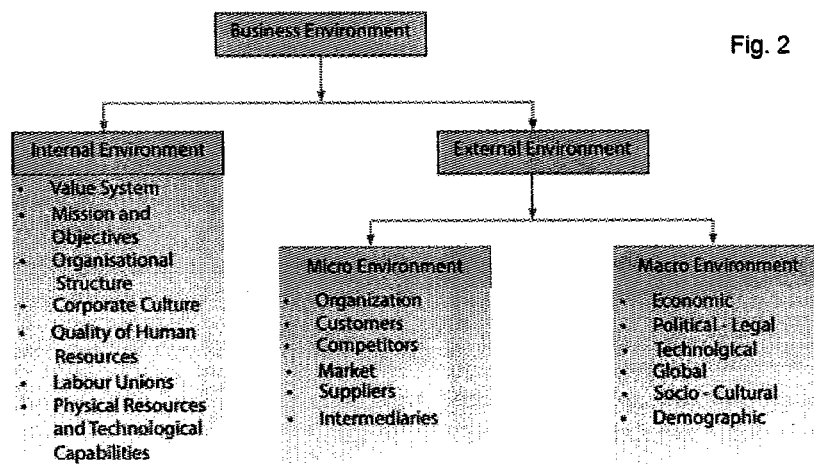 Business Environment
Fig. 2
Internal Environment
• Value System
• Mission and
Objectives
• Organisational
Structure
• Corporate Culture
• Quality of Human
Resources
• Labour Unions
• Physical Resources
and Technological
Capabilities
External Environment
Micro Environment
• Organization
• Customers
• Competitors
• Market
• Suppliers
• Intermediaries
Macro Environment
• Economic
• Political - Legal
• Technolgical
• Global
• Socio - Cultural
• Demographic